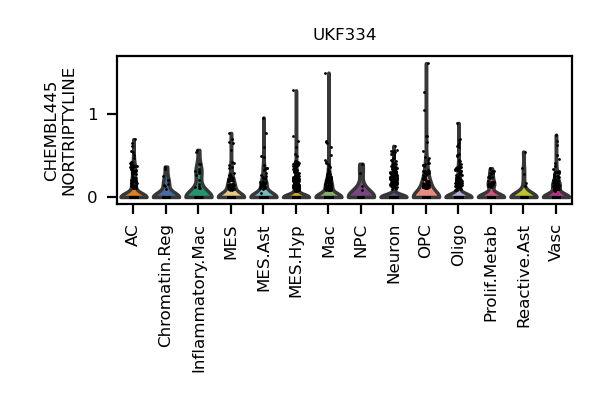 UKF334
CHEMBL445
NORTRIPTYLINE
1
0
AC
Chromatin.Reg
Inflammatory.Mac
MES
MES.Ast
MES.Hyp
Mac
NPC
Neuron
OPC
Oligo
Prolif.Metab
Reactive.Ast
Vasc